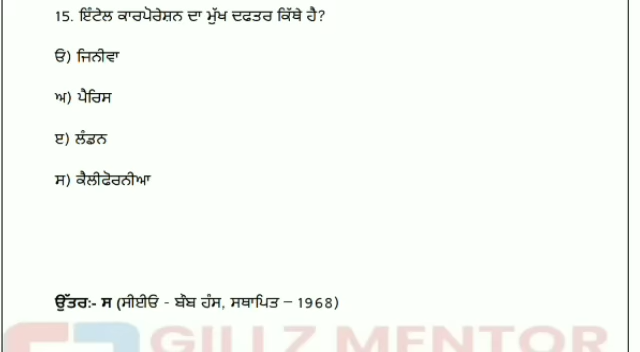 15. ਇੰਟੇਲ ਕਾਰਪੋਰੇਸ਼ਨ ਦਾ ਮੁੱਖ ਦਫਤਰ ਕਿੱਥੇ ਹੈ?
ੳ) ਜਿਨੀਵਾ
ਅ) ਪੈਰਿਸ
ੲ) ਲੰਡਨ
ਸ) ਕੈਲੀਫੋਰਨੀਆ
ਉੱਤਰ:- ਸ (ਸੀਈਓ - ਬੌਬ ਹੰਸ, ਸਥਾਪਿਤ – 1968)
GILLZ MENTOR